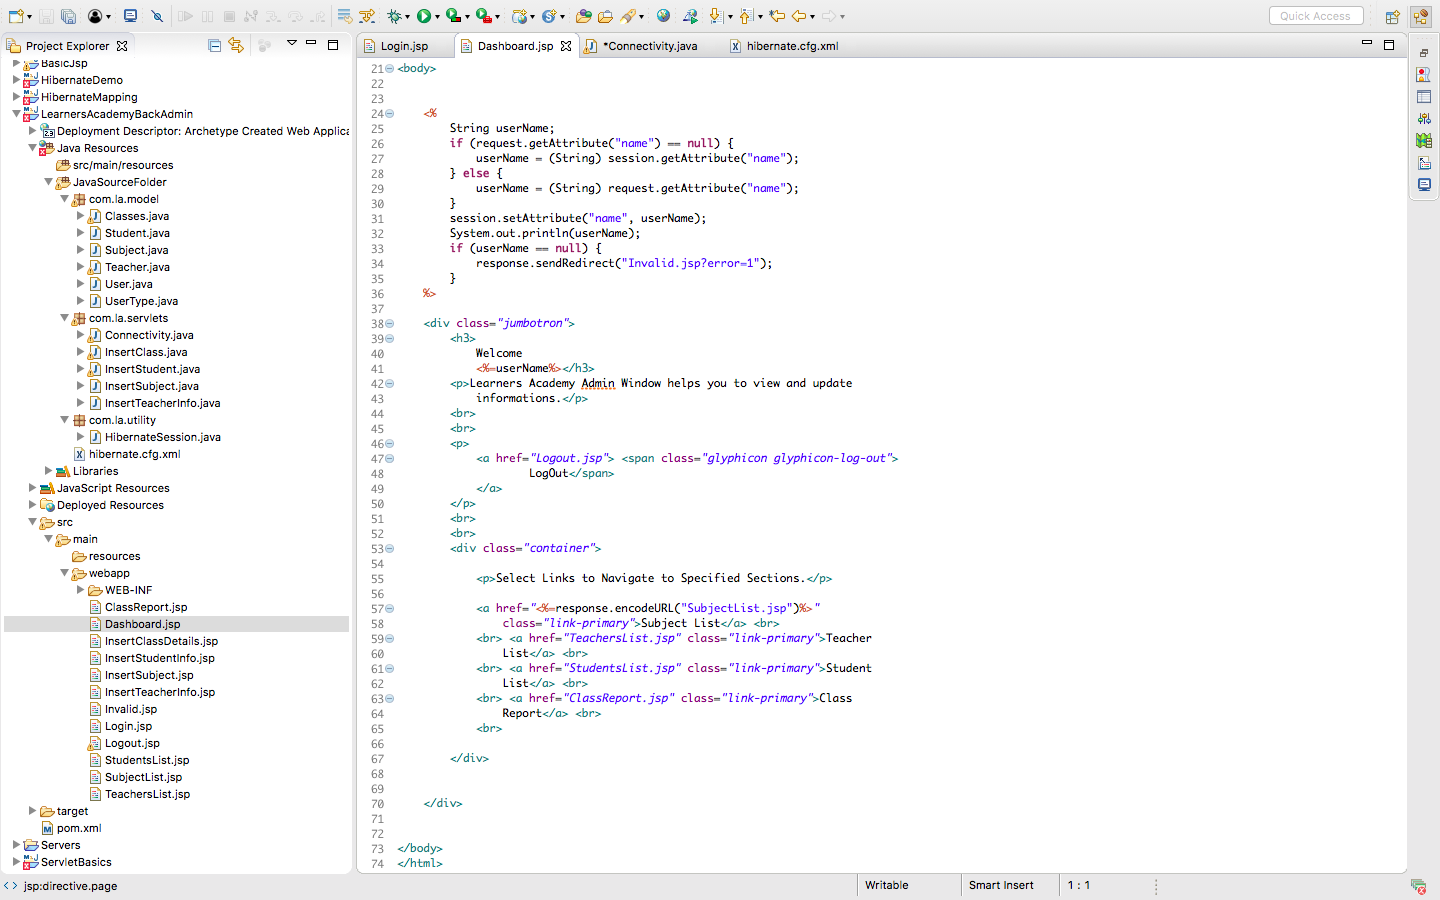 Quick Access
Project Explorer
BasicJsp
HibernateDemo
HibernateMapping
LearnersAcademyBackAdmin
Deployment Descriptor: Archetype Created Web Applica
Java Resources
src/main/resources
JavaSourceFolder
com.la.model
Classes.java
Student.java
Subject.java
Teacher.java
User.java
UserType.java
com.la.servlets
Connectivity.java
InsertClass.java
InsertStudent.java
InsertSubject.java
InsertTeacherInfo.java
com.la.utility
HibernateSession.java
hibernate.cfg.xml
Libraries
JavaScript Resources
Deployed Resources
src
main
resources
webapp
WEB-INF
ClassReport.jsp
Dashboard.jsp
InsertClassDetails.jsp
InsertStudentInfo.jsp
InsertSubject.jsp
InsertTeacherInfo.jsp
Invalid.jsp
Login.jsp
Logout.jsp
StudentsList.jsp
SubjectList.jsp
TeachersList.jsp
target
pom.xml
Servers
ServletBasics
Login.jsp Dashboard.jsp *Connectivity.java hibernate.cfg.xml
21 <body>
22
23
24 <%
25 String userName;
26 if (request.getAttribute("name") == null) {
27 userName = (String) session.getAttribute("name");
28 } else {
29 userName = (String) request.getAttribute("name");
30 }
31 session.setAttribute("name", userName);
32 System.out.println(userName);
33 if (userName == null) {
34 response.sendRedirect("Invalid.jsp?error=1");
35 }
36 %>
37
38 <div class="jumbotron">
39 <h3>
40 Welcome
41 <%=userName%></h3>
42 <p>Learners Academy Admin Window helps you to view and update
43 informations.</p>
44 <br>
45 <br>
46 <p>
47 <a href="Logout.jsp"> <span class="glyphicon glyphicon-log-out">
48 LogOut</span>
49 </a>
50 </p>
51 <br>
52 <br>
53 <div class="container">
54
55 <p>Select Links to Navigate to Specified Sections.</p>
56
57 <a href="<%=response.encodeURL("SubjectList.jsp")%>"
58 class="link-primary">Subject List</a> <br>
59 <br> <a href="TeachersList.jsp" class="link-primary">Teacher
60 List</a> <br>
61 <br> <a href="StudentsList.jsp" class="link-primary">Student
62 List</a> <br>
63 <br> <a href="ClassReport.jsp" class="link-primary">Class
64 Report</a> <br>
65 <br>
66
67 </div>
68
69
70 </div>
71
72
73 </body>
74 </html>
jsp:directive.page
Writable
Smart Insert
1 : 1